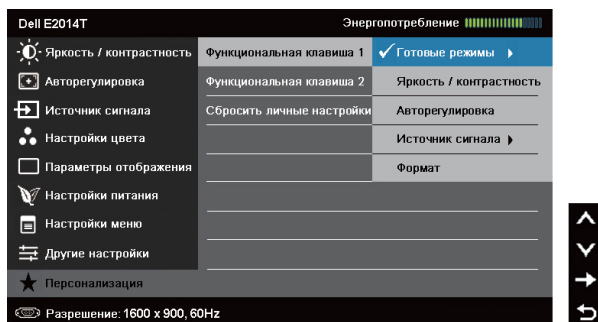 Dell E2014T
Энергопотребление
Яркость / контрастность
Функциональная клавиша 1
Готовые режимы
Авторегулировка
Функциональная клавиша 2
Яркость / контрастность
Источник сигнала
Сбросить личные настройки
Авторегулировка
Настройки цвета
Источник сигнала
Параметры отображения
Формат
Настройки питания
Настройки меню
Другие настройки
Персонализация
Разрешение: 1600 x 900, 60Hz